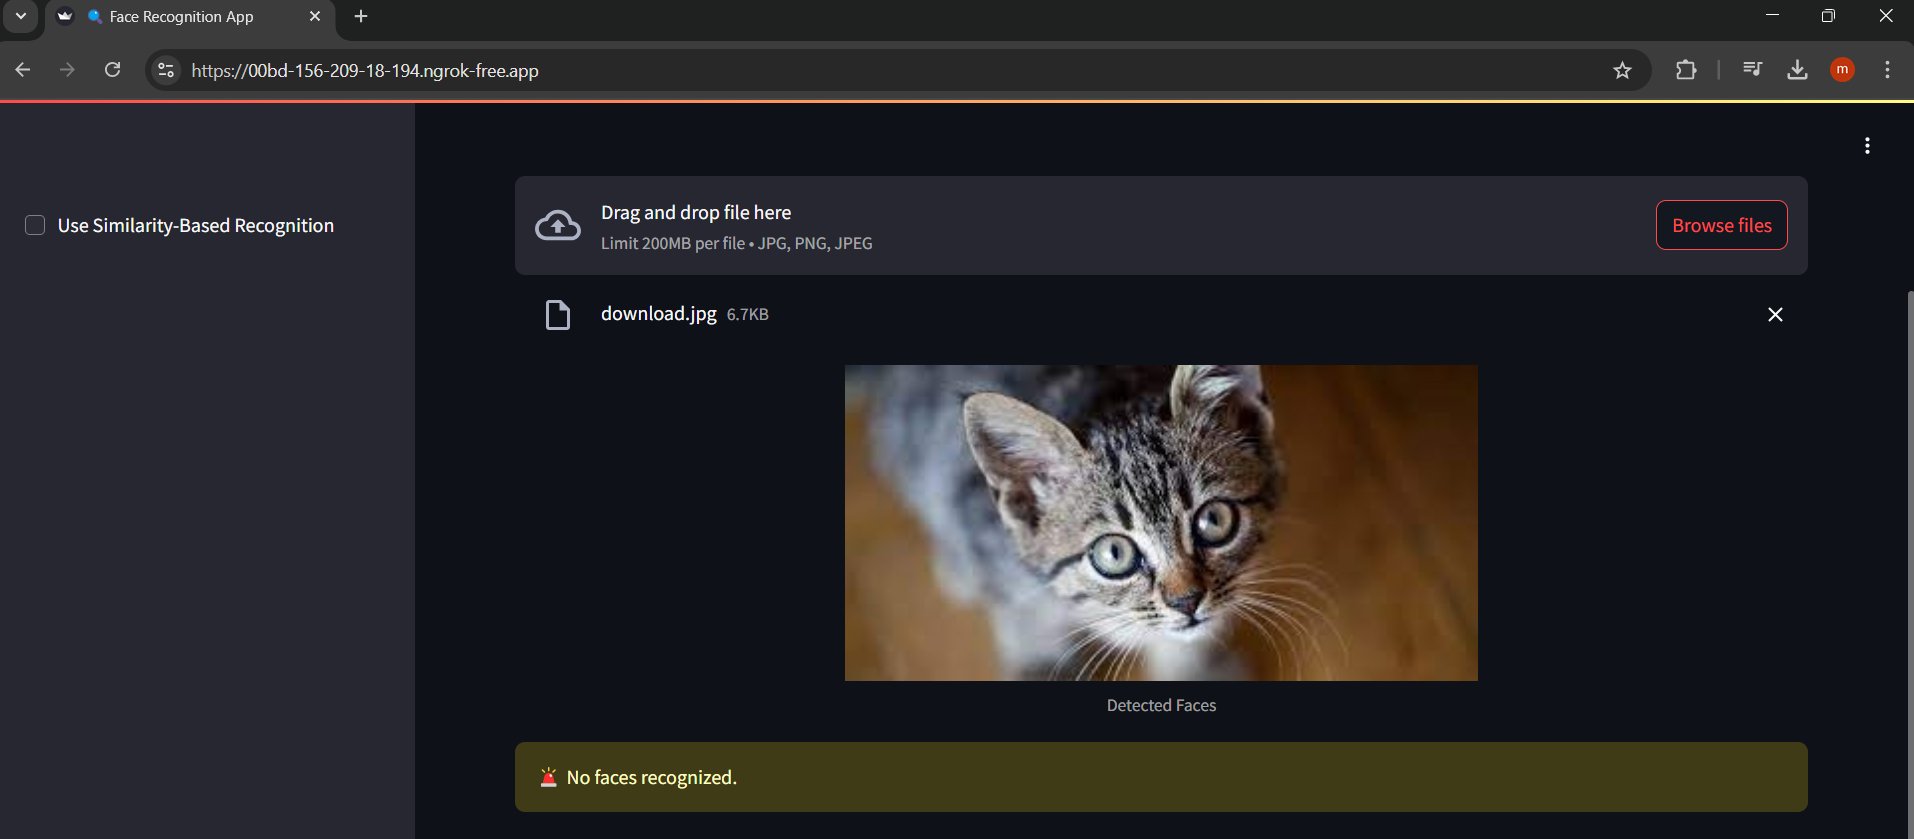 Face Recognition App
https://00bd-156-209-18-194.ngrok-free.app
m
Use Similarity-Based Recognition
Drag and drop file here
Limit 200MB per file • JPG, PNG, JPEG
Browse files
download.jpg 6.7KB
Detected Faces
No faces recognized.